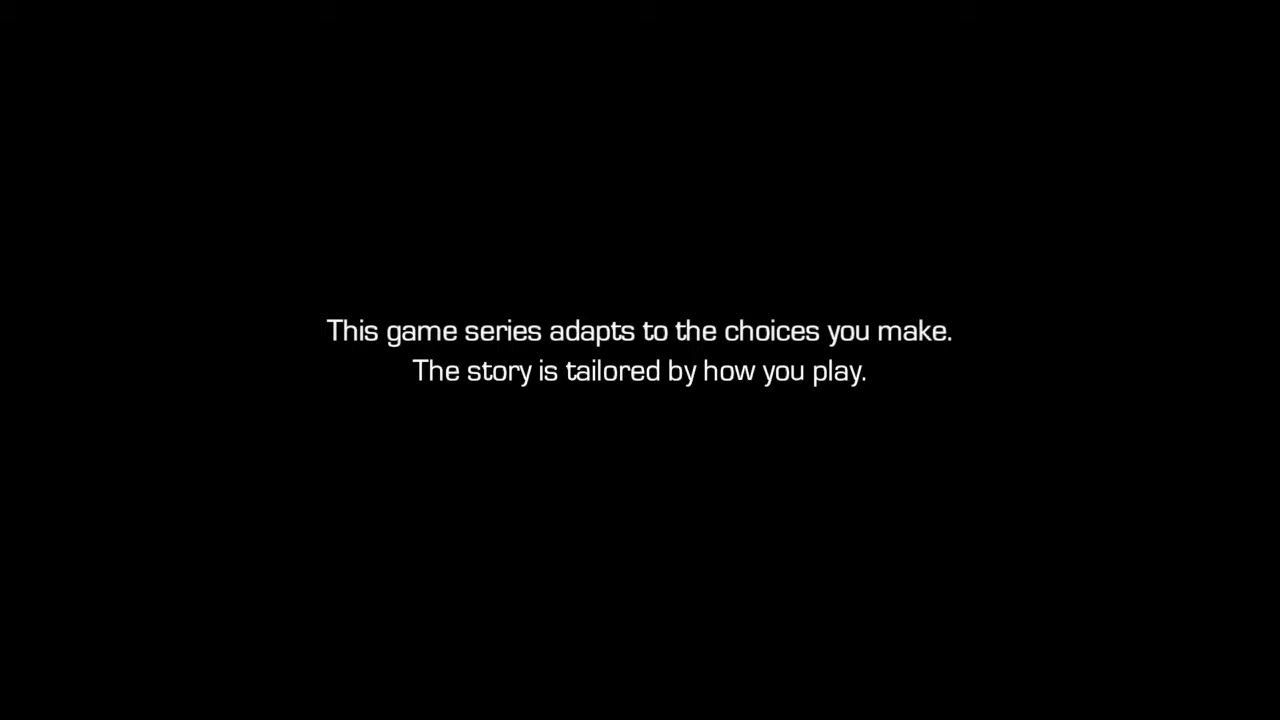 This game series adapts to the choices you make.
The story is tailored by how you play.